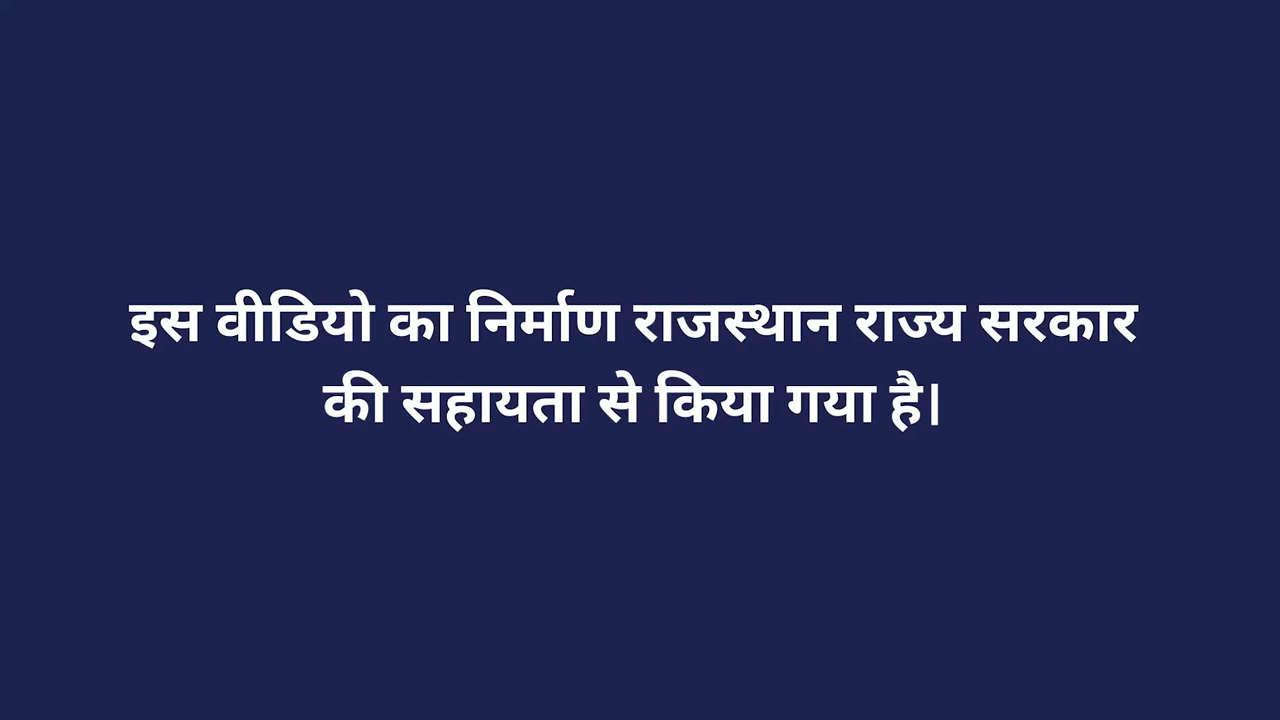 इस वीडियो का निर्माण राजस्थान राज्य सरकार
की सहायता से किया गया है।